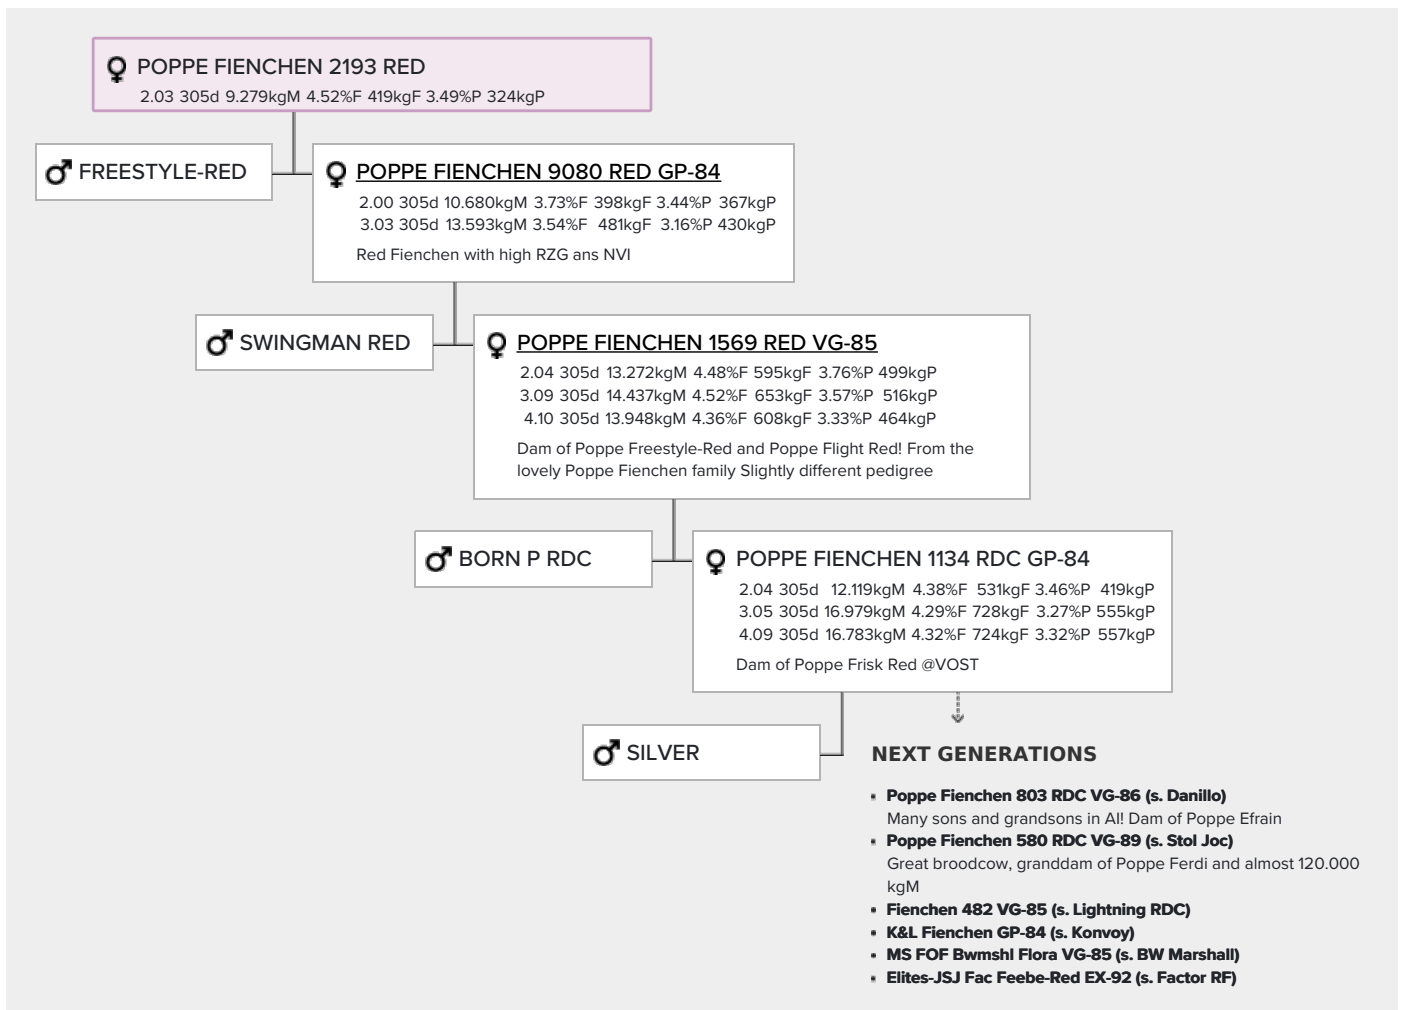 POPPE FIENCHEN 2193 RED
2.03 305d 9.279kgM 4.52%F 419kgF 3.49%P 324kgP
FREESTYLE-RED
POPPE FIENCHEN 9080 RED GP-84
2.00 305d 10.680kgM 3.73%F 398kgF 3.44%P 367kgP
3.03 305d 13.593kgM 3.54%F 481kgF 3.16%P 430kgP
Red Fienchen with high RZG ans NVI
SWINGMAN RED
POPPE FIENCHEN 1569 RED VG-85
2.04 305d 13.272kgM 4.48%F 595kgF 3.76%P 499kgP
3.09 305d 14.437kgM 4.52%F 653kgF 3.57%P 516kgP
4.10 305d 13.948kgM 4.36%F 608kgF 3.33%P 464kgP
Dam of Poppe Freestyle-Red and Poppe Flight Red! From the
lovely Poppe Fienchen family Slightly different pedigree
BORN P RDC
POPPE FIENCHEN 1134 RDC GP-84
2.04 305d 12.119kgM 4.38%F 531kgF 3.46%P 419kgP
3.05 305d 16.979kgM 4.29%F 728kgF 3.27%P 555kgP
4.09 305d 16.783kgM 4.32%F 724kgF 3.32%P 557kgP
Dam of Poppe Frisk Red @VOST
SILVER
NEXT GENERATIONS
Poppe Fienchen 803 RDC VG-86 (s. Danillo)
Many sons and grandsons in AI! Dam of Poppe Efrain
Poppe Fienchen 580 RDC VG-89 (s. Stol Joc)
Great broodcow, granddam of Poppe Ferdi and almost 120.000
kgM
Fienchen 482 VG-85 (s. Lightning RDC)
K&L Fienchen GP-84 (s. Konvoy)
MS FOF Bwmshl Flora VG-85 (s. BW Marshall)
Elites-JSJ Fac Feebe-Red EX-92 (s. Factor RF)